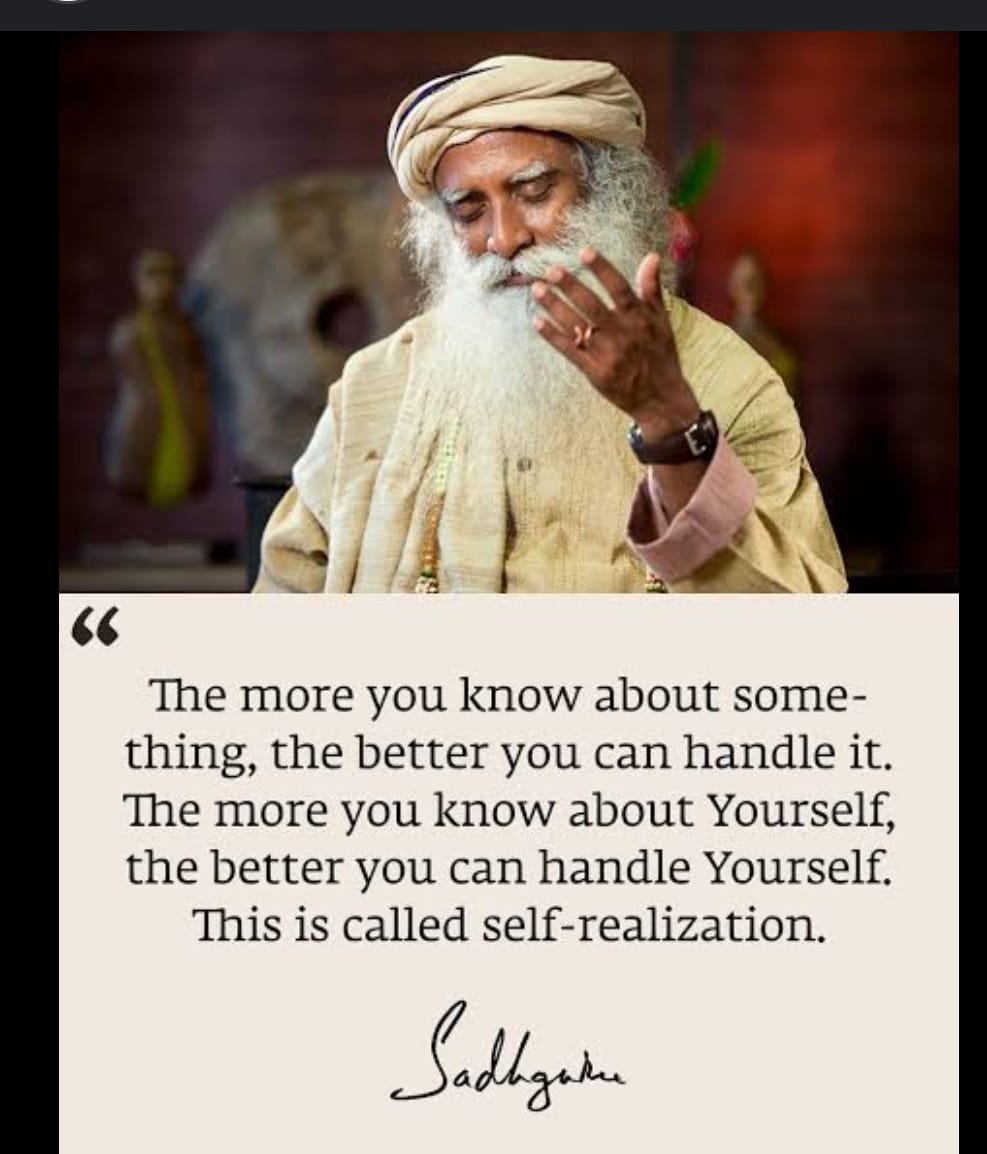 “
The more you know about some-
thing, the better you can handle it.
The more you know about Yourself,
the better you can handle Yourself.
This is called self-realization.
Sadhguru